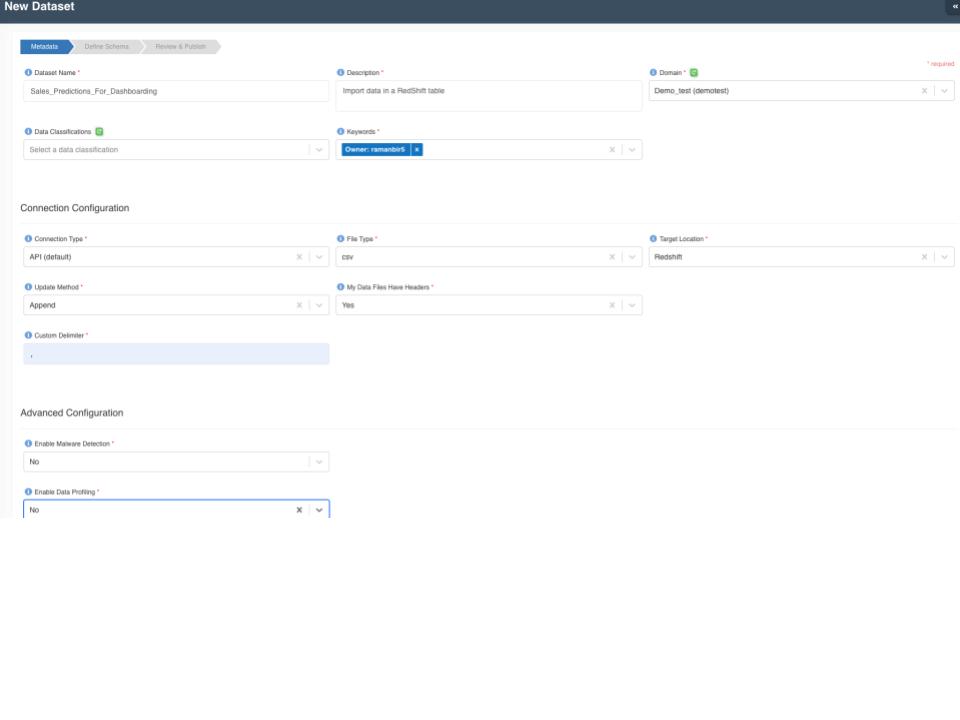 New Dataset
«
Metadata Define Schema Review & Publish
* required
Dataset Name * Description * Domain *
Sales_Predictions_For_Dashboarding Import data in a RedShift table Demo_test (demotest)
Data Classifications Keywords *
Select a data classification Owner: ramanbirS ×
Connection Configuration
Connection Type * File Type * Target Location *
API (default) csv Redshift
Update Method * My Data Files Have Headers *
Append Yes
Custom Delimiter *
,
Advanced Configuration
Enable Malware Detection *
No
Enable Data Profiling *
No